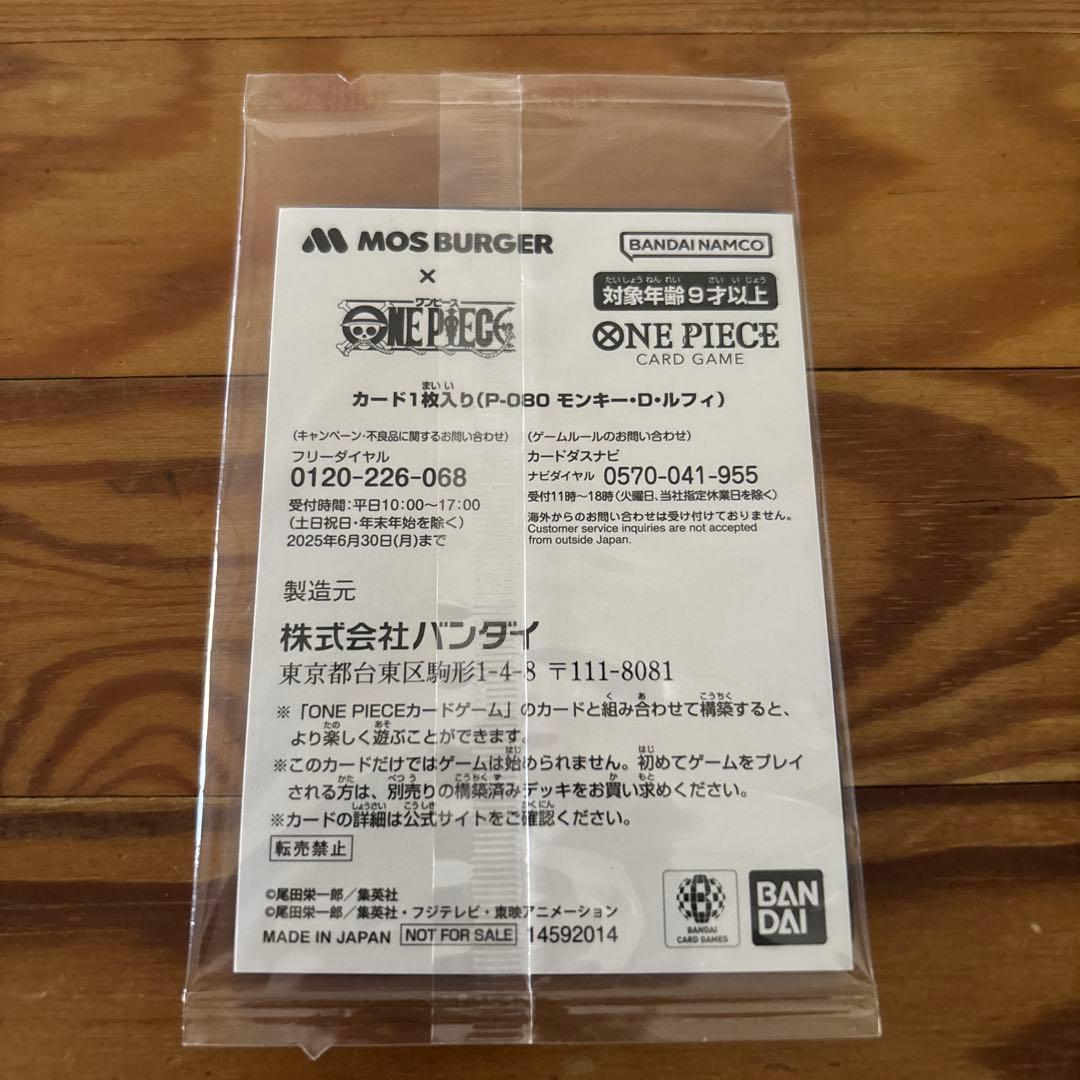 MOS BURGER
×
ワンピース
ONE PIECE
BANDAI NAMCO
たいしょうねんれい さいいじょう
対象年齢9才以上
ONE PIECE
CARD GAME
まいい
カード1枚入り(P-080 モンキー・D・ルフィ)
(キャンペーン・不良品に関するお問い合わせ)
フリーダイヤル
0120-226-068
受付時間:平日10:00〜17:00
(土日祝日・年末年始を除く)
2025年6月30日(月)まで
(ゲームルールのお問い合わせ)
カードダスナビ
ナビダイヤル 0570-041-955
受付11時〜18時(火曜日、当社指定休業日を除く)
海外からのお問い合わせは受け付けておりません。
Customer service inquiries are not accepted
from outside Japan.
製造元
株式会社バンダイ
東京都台東区駒形1-4-8 〒111-8081
く あ こうちく
※「ONE PIECEカードゲーム」のカードと組み合わせて構築すると、
たの あそ
より楽しく遊ぶことができます。
はじ はじ
※このカードだけではゲームは始められません。初めてゲームをプレイ
かた べつう こうちくず か もと
される方は、別売りの構築済みデッキをお買い求めください。
しょうさい こうしき かくにん
※カードの詳細は公式サイトをご確認ください。
転売禁止
©尾田栄一郎/集英社
©尾田栄一郎/集英社・フジテレビ・東映アニメーション
MADE IN JAPAN NOT FOR SALE 14592014
BANDAI
CARD GAMES
BAN
DAI